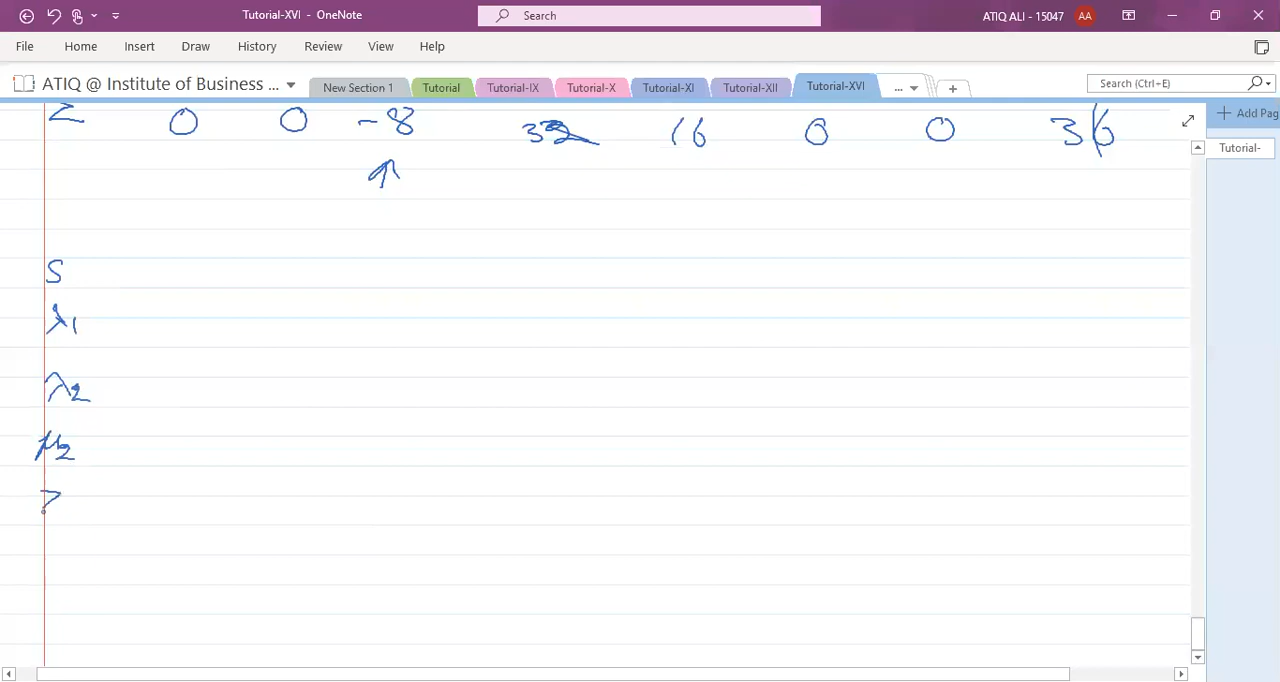 Tutorial-XVI - OneNote
Search
ATIQ ALI - 15047 AA
File Home Insert Draw History Review View Help
ATIQ @ Institute of Business ...
New Section 1 Tutorial Tutorial-IX Tutorial-X Tutorial-XI Tutorial-XII Tutorial-XVI ... +
Search (Ctrl+E)
Add Pag
Tutorial-
Z 0 0 -8 32 16 0 0 36
S
λ1
λ2
μ2